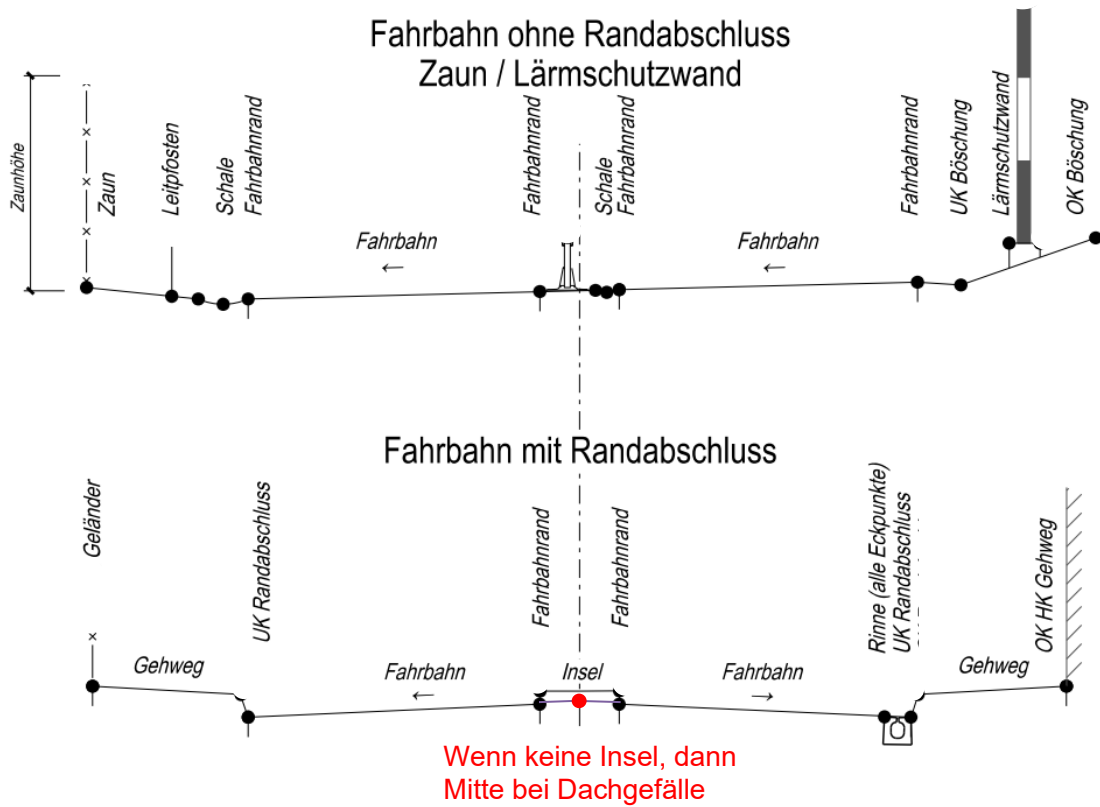 Fahrbahn ohne Randabschluss
Zaun / Lärmschutzwand
Zaunhöhe
Zaun
Leitpfosten
Schale
Fahrbahnrand
Fahrbahnrand
Schale
Fahrbahnrand
Fahrbahnrand
UK Böschung
Lärmschutzwand
OK Böschung
Fahrbahn
Fahrbahn
Fahrbahn mit Randabschluss
Geländer
UK Randabschluss
Fahrbahnrand
Fahrbahnrand
Rinne (alle Eckpunkte)
UK Randabschluss
OK HK Gehweg
Gehweg
Fahrbahn
Insel
Fahrbahn
Gehweg
Wenn keine Insel, dann
Mitte bei Dachgefälle